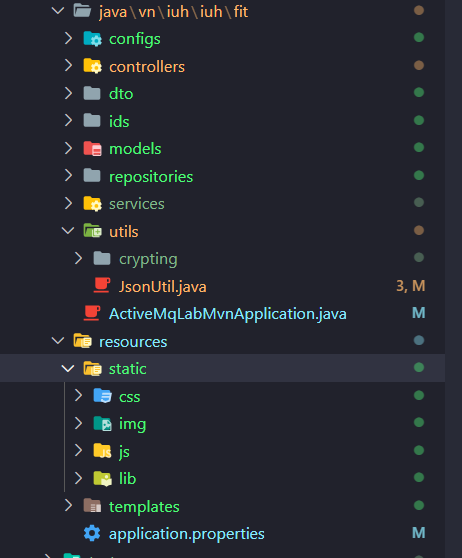 java\vn\iuh\iuh\fit
configs
controllers
dto
ids
models
repositories
services
utils
crypting
JsonUtil.java 3, M
ActiveMqLabMvnApplication.java M
resources
static
css
img
js
lib
templates
application.properties M